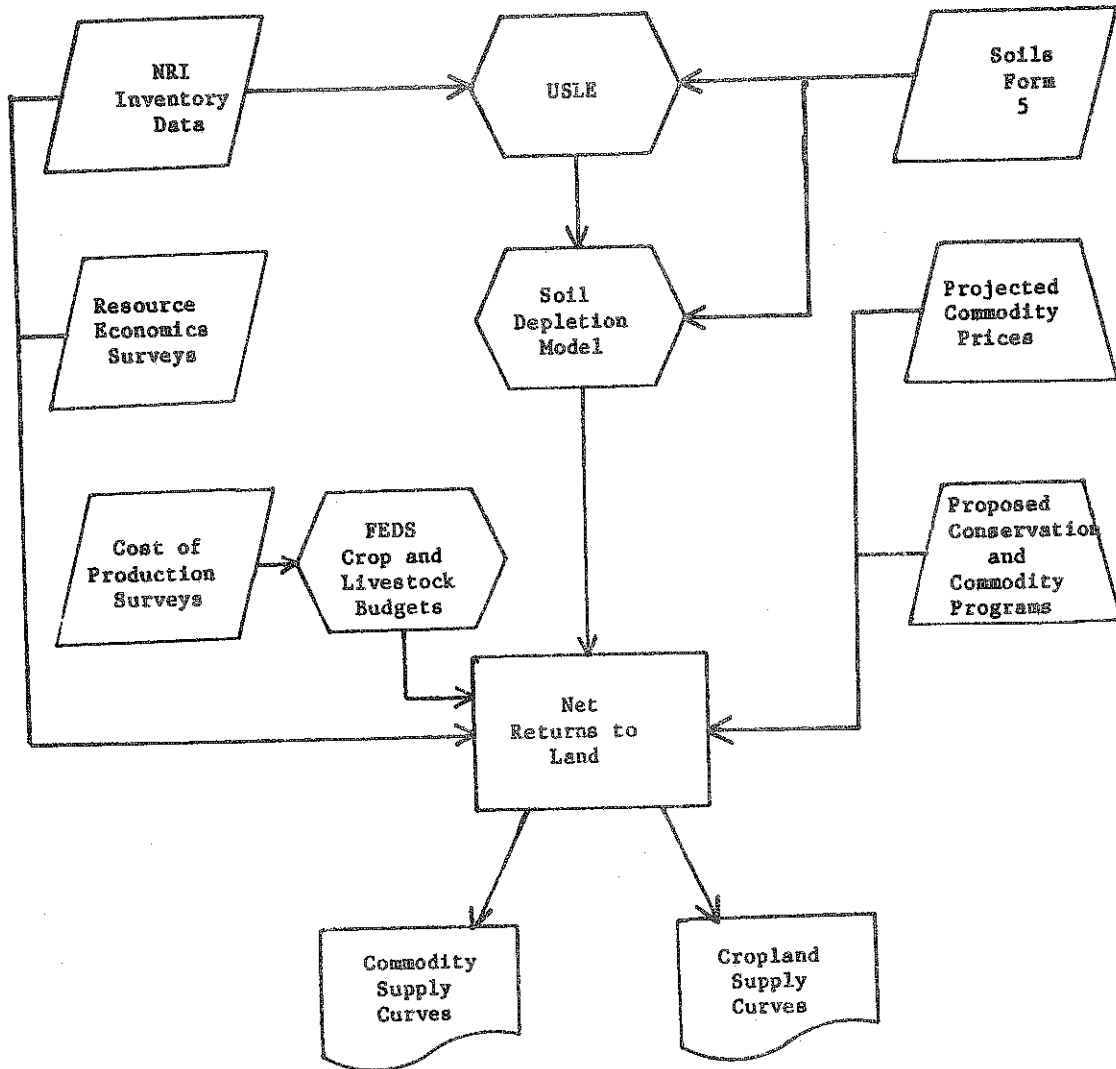 NRI
Inventory
Data
USLE
Soils
Form
5
Resource
Economics
Surveys
Soil
Depletion
Model
Projected
Commodity
Prices
Cost of
Production
Surveys
FEDS
Crop and
Livestock
Budgets
Proposed
Conservation
and
Commodity
Programs
Net
Returns to
Land
Commodity
Supply
Curves
Cropland
Supply
Curves